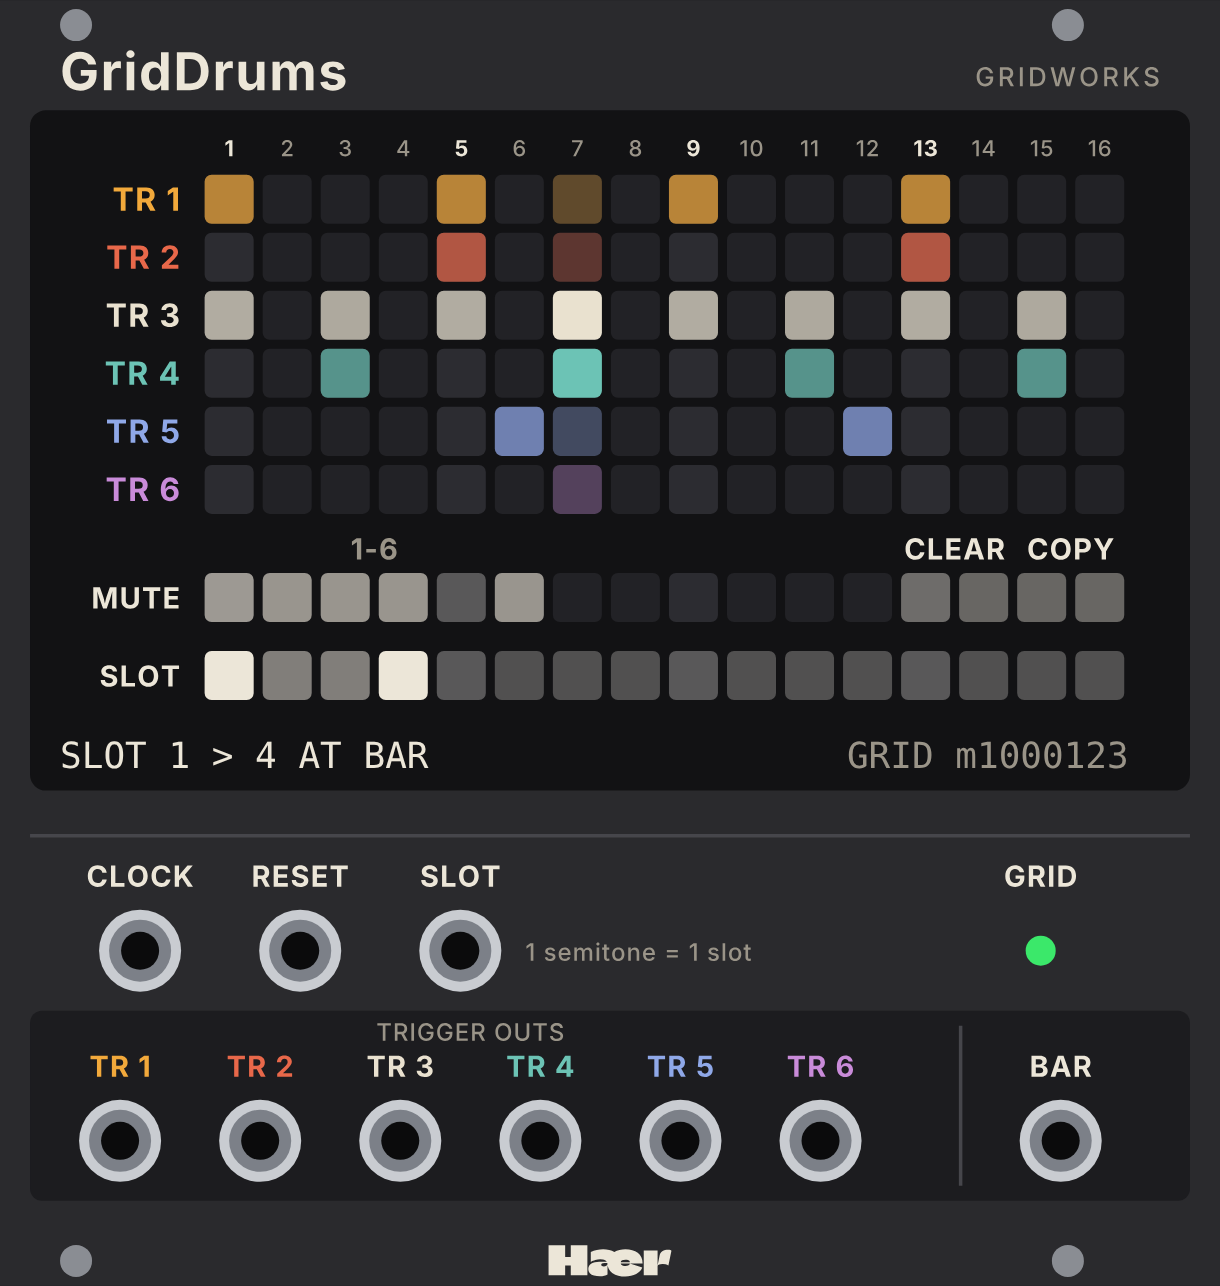 GridDrums
GRIDWORKS
1 2 3 4 5 6 7 8 9 10 11 12 13 14 15 16
TR 1
TR 2
TR 3
TR 4
TR 5
TR 6
1-6 CLEAR COPY
MUTE
SLOT
SLOT 1 > 4 AT BAR
GRID m1000123
CLOCK RESET SLOT GRID
1 semitone = 1 slot
TRIGGER OUTS
TR 1 TR 2 TR 3 TR 4 TR 5 TR 6 BAR
Hær